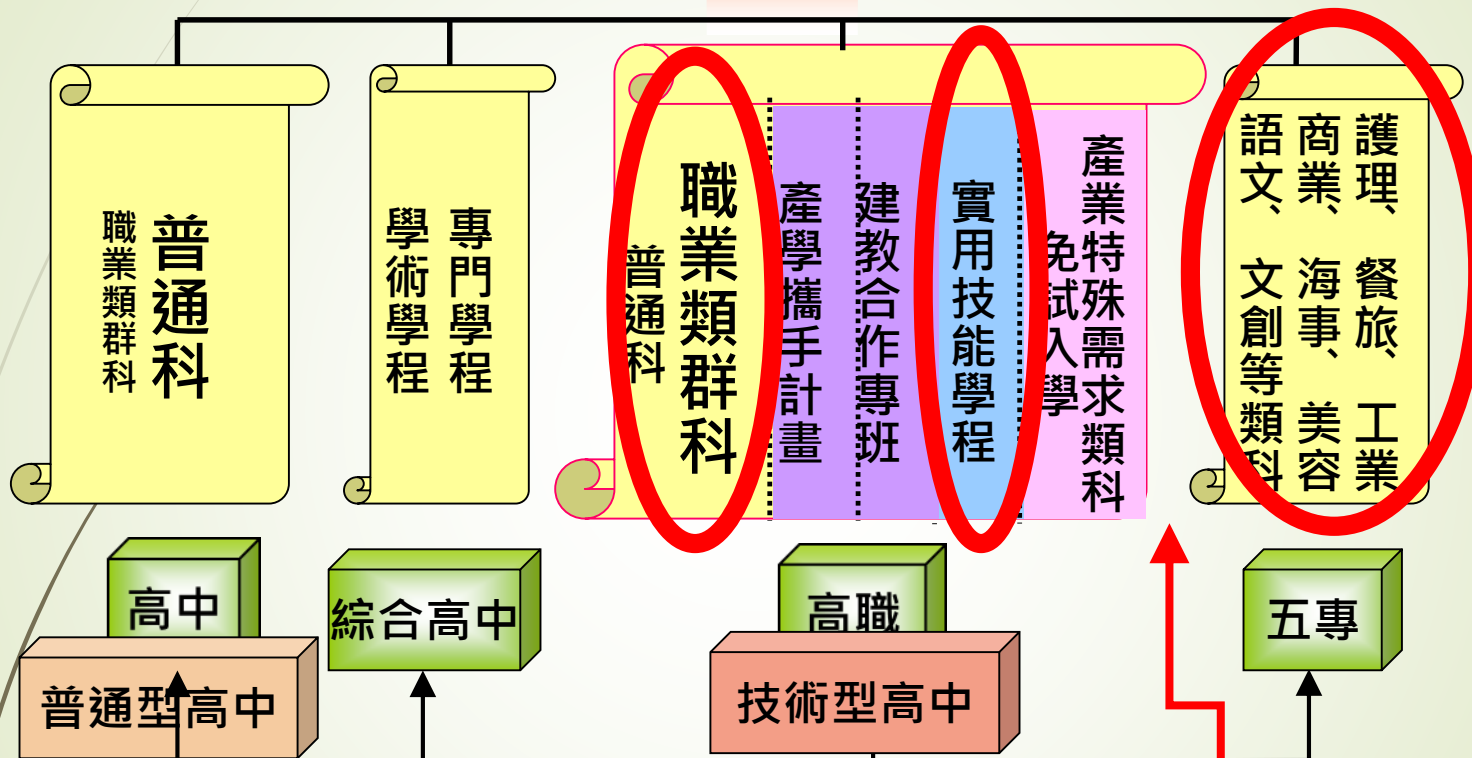 普通科
職業類群科
專門學程
學術學程
職業類群科
普通科
產學攜手計畫
建教合作專班
實用技能學程
產業特殊需求類科
免試入學
護理、餐旅、工業
商業、海事、美容
語文、文創等類科
高中
普通型高中
綜合高中
高職
技術型高中
五專